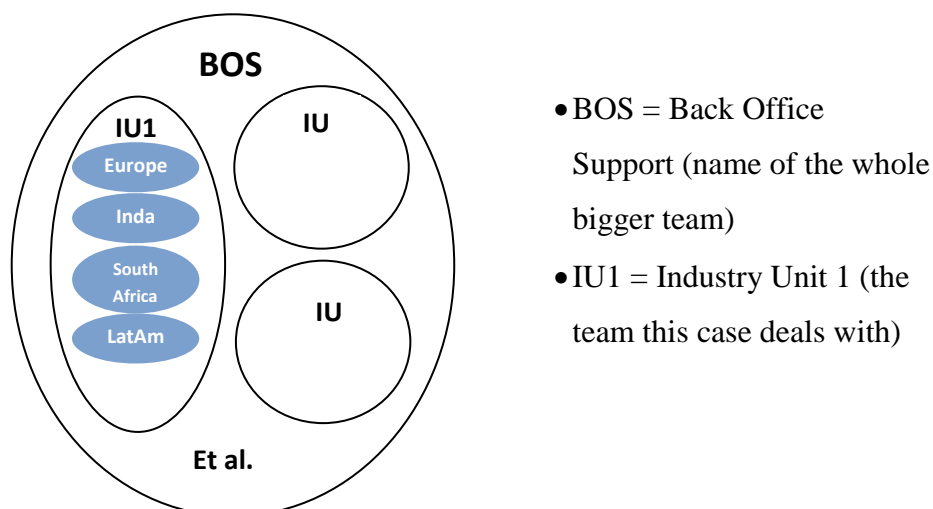 BOS
IU1
Europe
Inda
South
Africa
LatAm
IU
IU
Et al.
• BOS = Back Office
Support (name of the whole
bigger team)
• IU1 = Industry Unit 1 (the
team this case deals with)